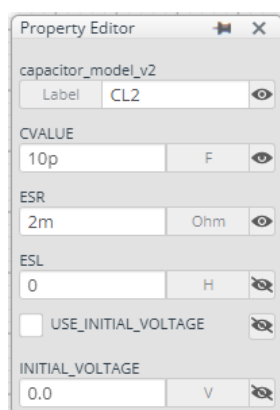 Property Editor
capacitor_model_v2
Label CL2
CVALUE
10p F
ESR
2m Ohm
ESL
0 H
USE_INITIAL_VOLTAGE
INITIAL_VOLTAGE
0.0 V